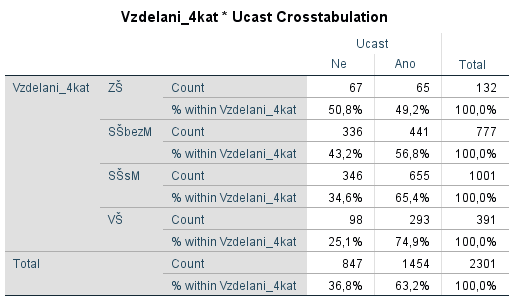 Vzdelani_4kat * Ucast Crosstabulation
Ucast
Ne Ano Total
Vzdelani_4kat ZŠ Count 67 65 132
% within Vzdelani_4kat 50,8% 49,2% 100,0%
SŠbezM Count 336 441 777
% within Vzdelani_4kat 43,2% 56,8% 100,0%
SŠsM Count 346 655 1001
% within Vzdelani_4kat 34,6% 65,4% 100,0%
VŠ Count 98 293 391
% within Vzdelani_4kat 25,1% 74,9% 100,0%
Total Count 847 1454 2301
% within Vzdelani_4kat 36,8% 63,2% 100,0%